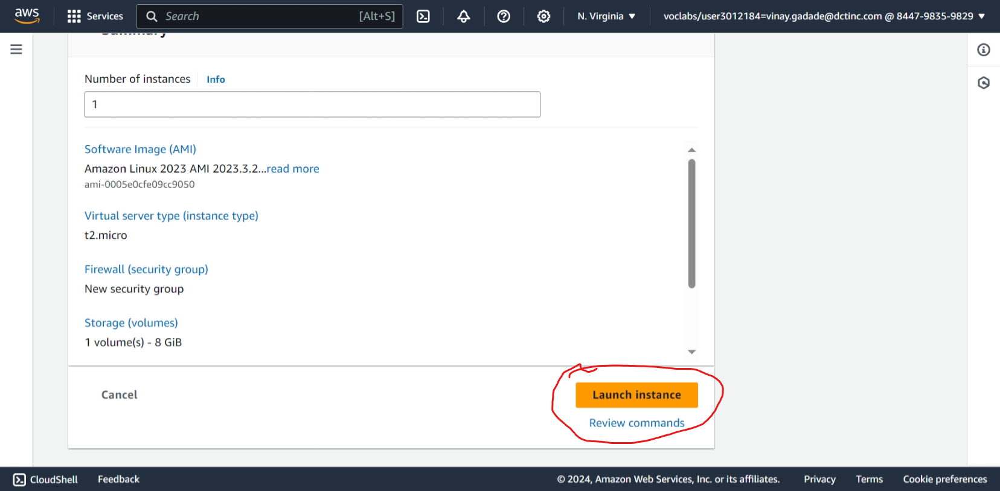 aws Services Search [Alt+S] N. Virginia voclabs/user3012184=vinay.gadade@dctinc.com @ 8447-9835-9829
Summary
Number of instances Info
1
Software Image (AMI)
Amazon Linux 2023 AMI 2023.3.2...read more
ami-0005e0cfe09cc9050
Virtual server type (instance type)
t2.micro
Firewall (security group)
New security group
Storage (volumes)
1 volume(s) - 8 GiB
Cancel Launch instance
Review commands
CloudShell Feedback © 2024, Amazon Web Services, Inc. or its affiliates. Privacy Terms Cookie preferences